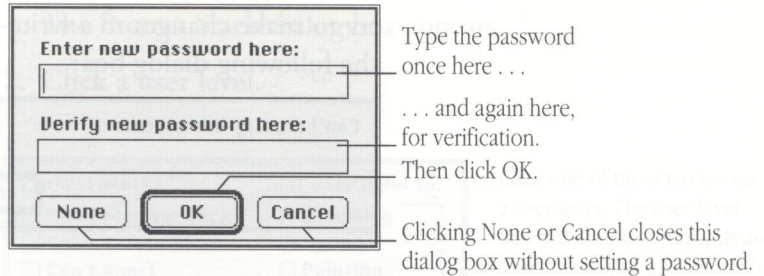 Enter new password here:
Verify new password here:
None
OK
Cancel
Type the password
once here . . .
. . . and again here,
for verification.
Then click OK.
Clicking None or Cancel closes this
dialog box without setting a password.